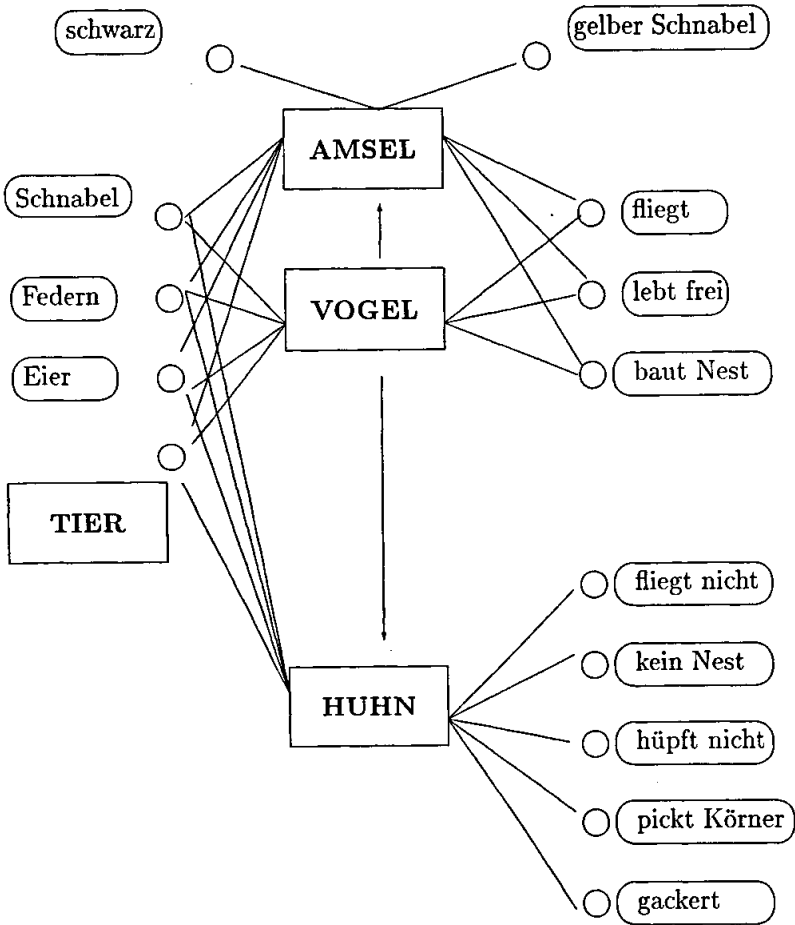 schwarz
gelber Schnabel
AMSEL
Schnabel
fliegt
Federn
VOGEL
lebt frei
Eier
baut Nest
TIER
fliegt nicht
kein Nest
HUHN
hüpft nicht
pickt Körner
gackert